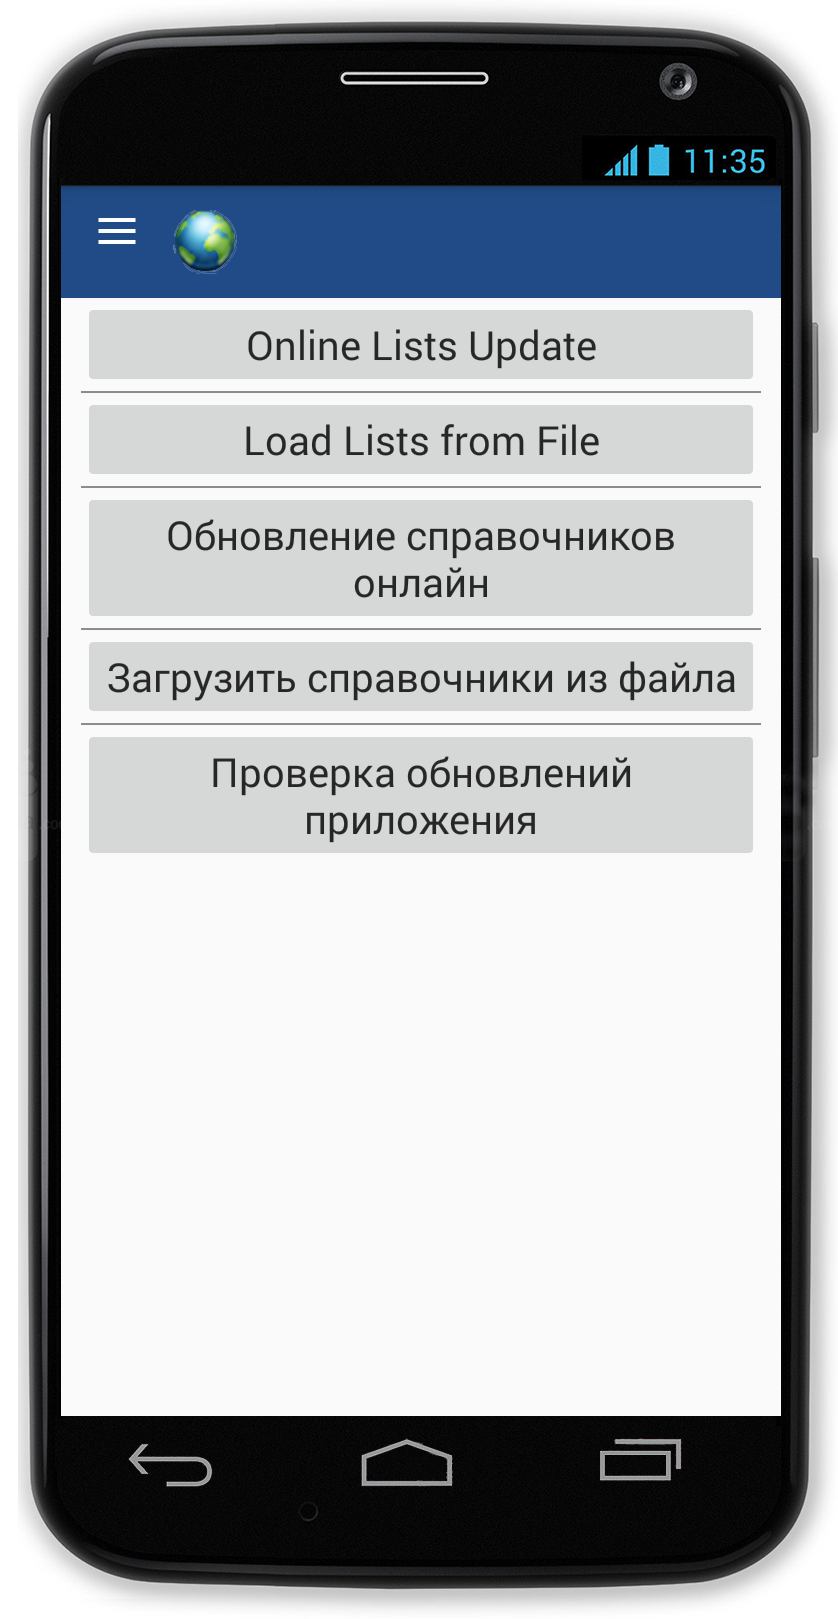 11:35
Online Lists Update
Load Lists from File
Обновление справочников
онлайн
Загрузить справочники из файла
Проверка обновлений
приложения